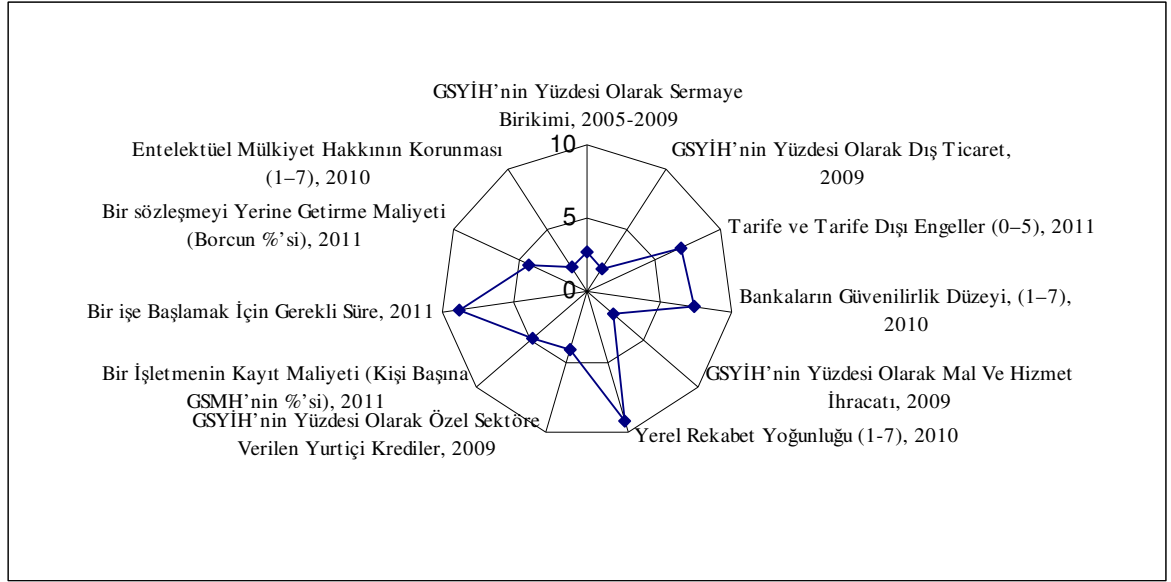 GSYİH’nin Yüzdesi Olarak Sermaye
Birikimi, 2005-2009
GSYİH’nin Yüzdesi Olarak Dış Ticaret,
2009
Tarife ve Tarife Dışı Engeller (0–5), 2011
Bankaların Güvenilirlik Düzeyi, (1–7),
2010
GSYİH’nin Yüzdesi Olarak Mal Ve Hizmet
İhracatı, 2009
Yerel Rekabet Yoğunluğu (1-7), 2010
GSYİH’nin Yüzdesi Olarak Özel Sektöre
Verilen Yurtiçi Krediler, 2009
Bir İşletmenin Kayıt Maliyeti (Kişi Başına
GSMH’nin %’si), 2011
Bir işe Başlamak İçin Gerekli Süre, 2011
Bir sözleşmeyi Yerine Getirme Maliyeti
(Borcun %’si), 2011
Entelektüel Mülkiyet Hakkının Korunması
(1–7), 2010
10
5
0